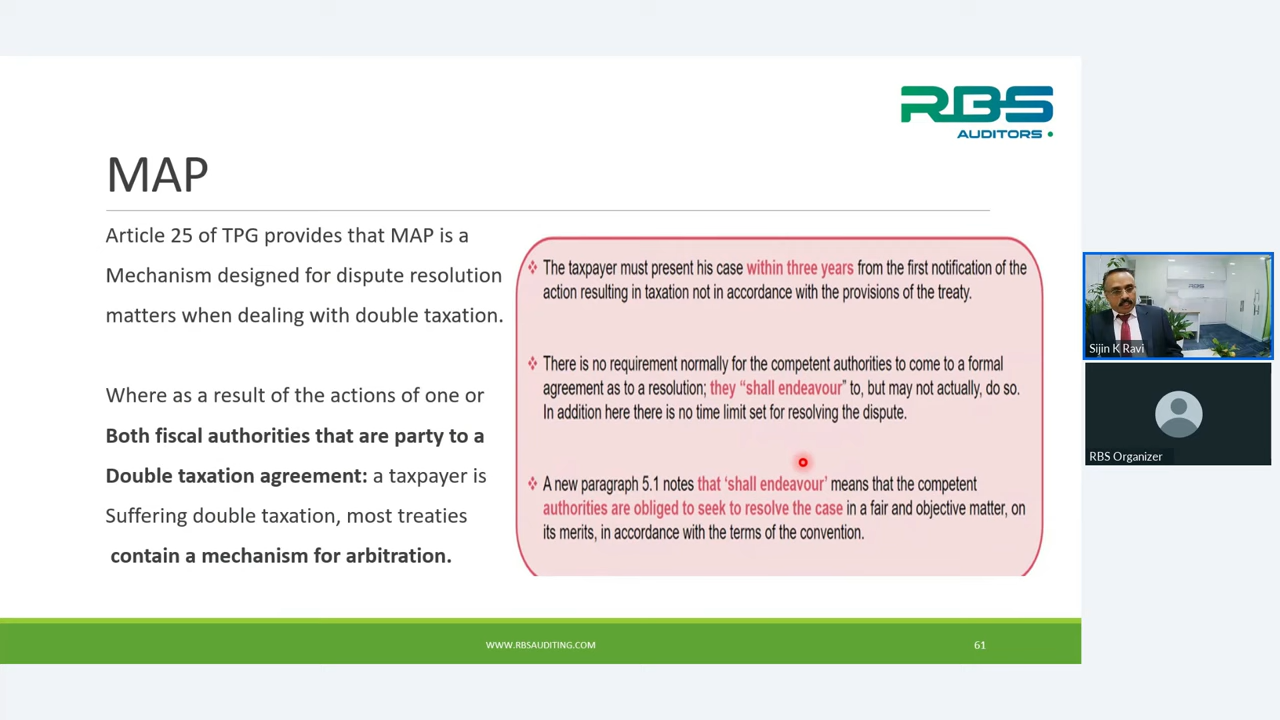 RBS
AUDITORS
MAP
Article 25 of TPG provides that MAP is a
Mechanism designed for dispute resolution
matters when dealing with double taxation.
Where as a result of the actions of one or
Both fiscal authorities that are party to a
Double taxation agreement: a taxpayer is
Suffering double taxation, most treaties
contain a mechanism for arbitration.
The taxpayer must present his case within three years from the first notification of the
action resulting in taxation not in accordance with the provisions of the treaty.
There is no requirement normally for the competent authorities to come to a formal
agreement as to a resolution; they “shall endeavour” to, but may not actually, do so.
In addition here there is no time limit set for resolving the dispute.
A new paragraph 5.1 notes that ‘shall endeavour’ means that the competent
authorities are obliged to seek to resolve the case in a fair and objective matter, on
its merits, in accordance with the terms of the convention.
WWW.RBSAUDITING.COM
61
RBS
Sijin K Ravi
RBS Organizer